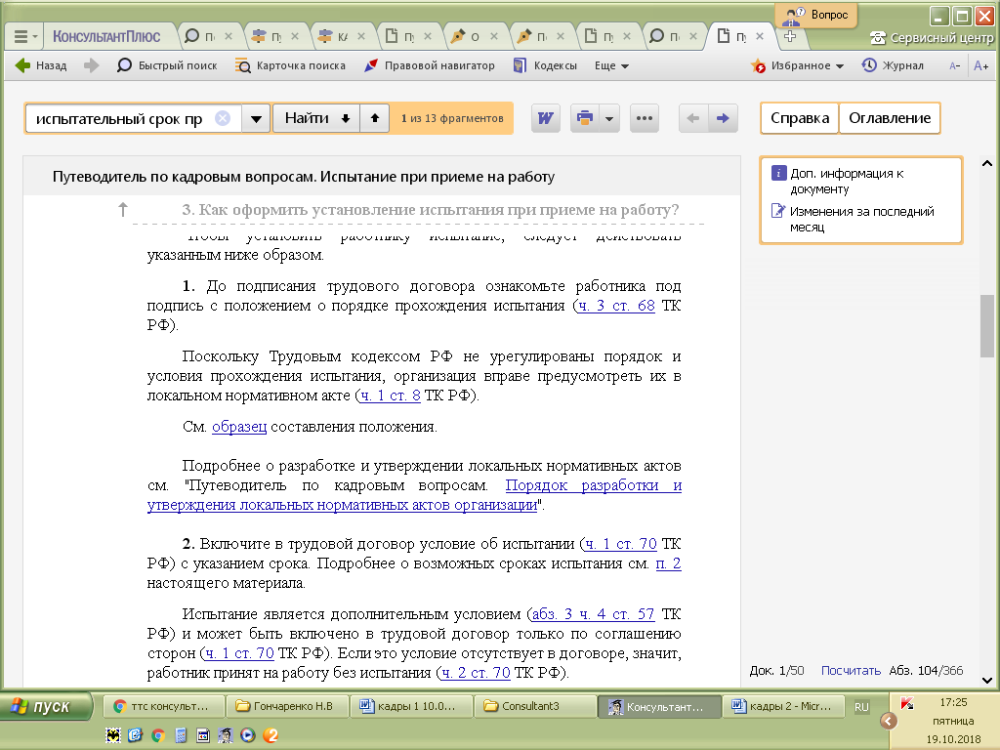 Вопрос
КонсультантПлюс
Сервисный центр
Назад
Быстрый поиск
Карточка поиска
Правовой навигатор
Кодексы
Еще
Избранное
Журнал
A-
A+
испытательный срок пр
Найти
1 из 13 фрагментов
Справка
Оглавление
Путеводитель по кадровым вопросам. Испытание при приеме на работу
Доп. информация к
документу
Изменения за последний
месяц
3. Как оформить установление испытания при приеме на работу?
Чтобы установить работнику испытание, следует действовать
указанным ниже образом.
1. До подписания трудового договора ознакомьте работника под
подпись с положением о порядке прохождения испытания (ч. 3 ст. 68 ТК
РФ).
Поскольку Трудовым кодексом РФ не урегулированы порядок и
условия прохождения испытания, организация вправе предусмотреть их в
локальном нормативном акте (ч. 1 ст. 8 ТК РФ).
См. образец составления положения.
Подробнее о разработке и утверждении локальных нормативных актов
см. "Путеводитель по кадровым вопросам. Порядок разработки и
утверждения локальных нормативных актов организации".
2. Включите в трудовой договор условие об испытании (ч. 1 ст. 70 ТК
РФ) с указанием срока. Подробнее о возможных сроках испытания см. п. 2
настоящего материала.
Испытание является дополнительным условием (абз. 3 ч. 4 ст. 57 ТК
РФ) и может быть включено в трудовой договор только по соглашению
сторон (ч. 1 ст. 70 ТК РФ). Если это условие отсутствует в договоре, значит,
работник принят на работу без испытания (ч. 2 ст. 70 ТК РФ).
Док. 1/50
Посчитать
Абз. 104/366
пуск
ттс консульт...
Гончаренко Н.В
кадры 1 10.0...
Consultant3
Консультант...
кадры 2 - Micr...
RU
17:25
пятница
19.10.2018